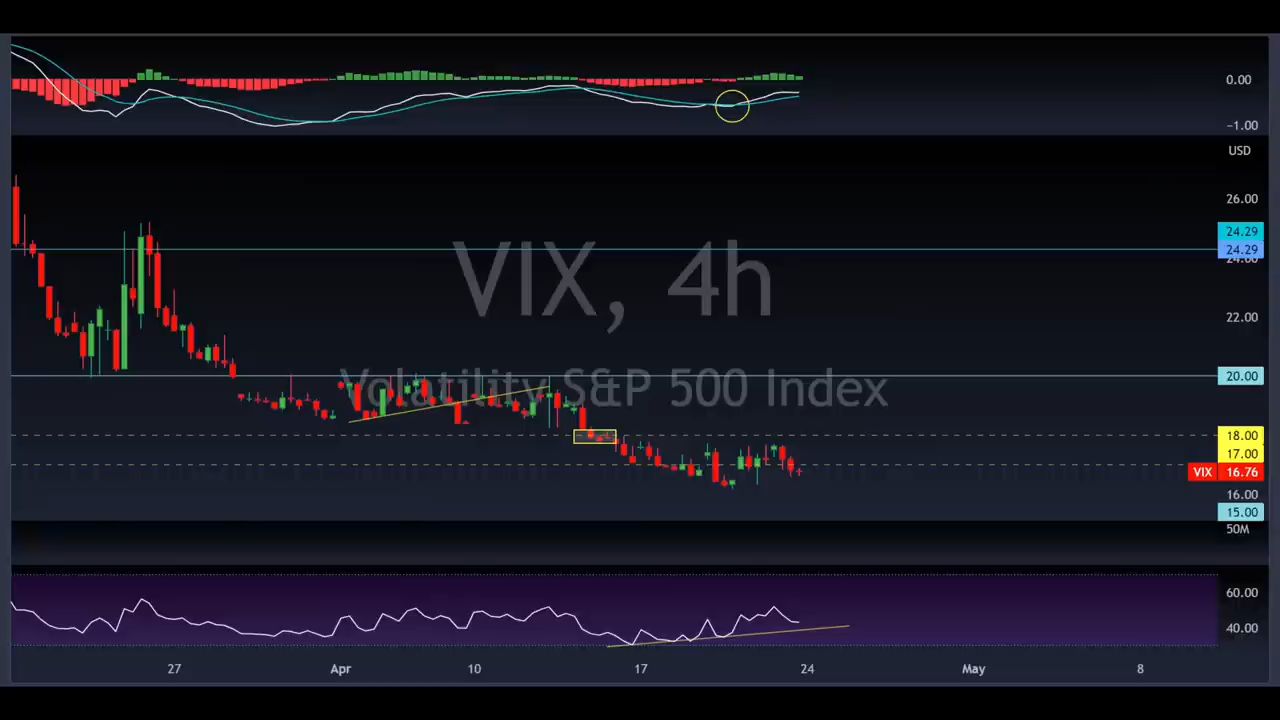 0.00
−1.00
USD
26.00
24.29
24.29
24.00
VIX, 4h
22.00
Volatility S&P 500 Index
20.00
18.00
17.00
VIX 16.76
16.00
15.00
50M
60.00
40.00
27 Apr 10 17 24 May 8